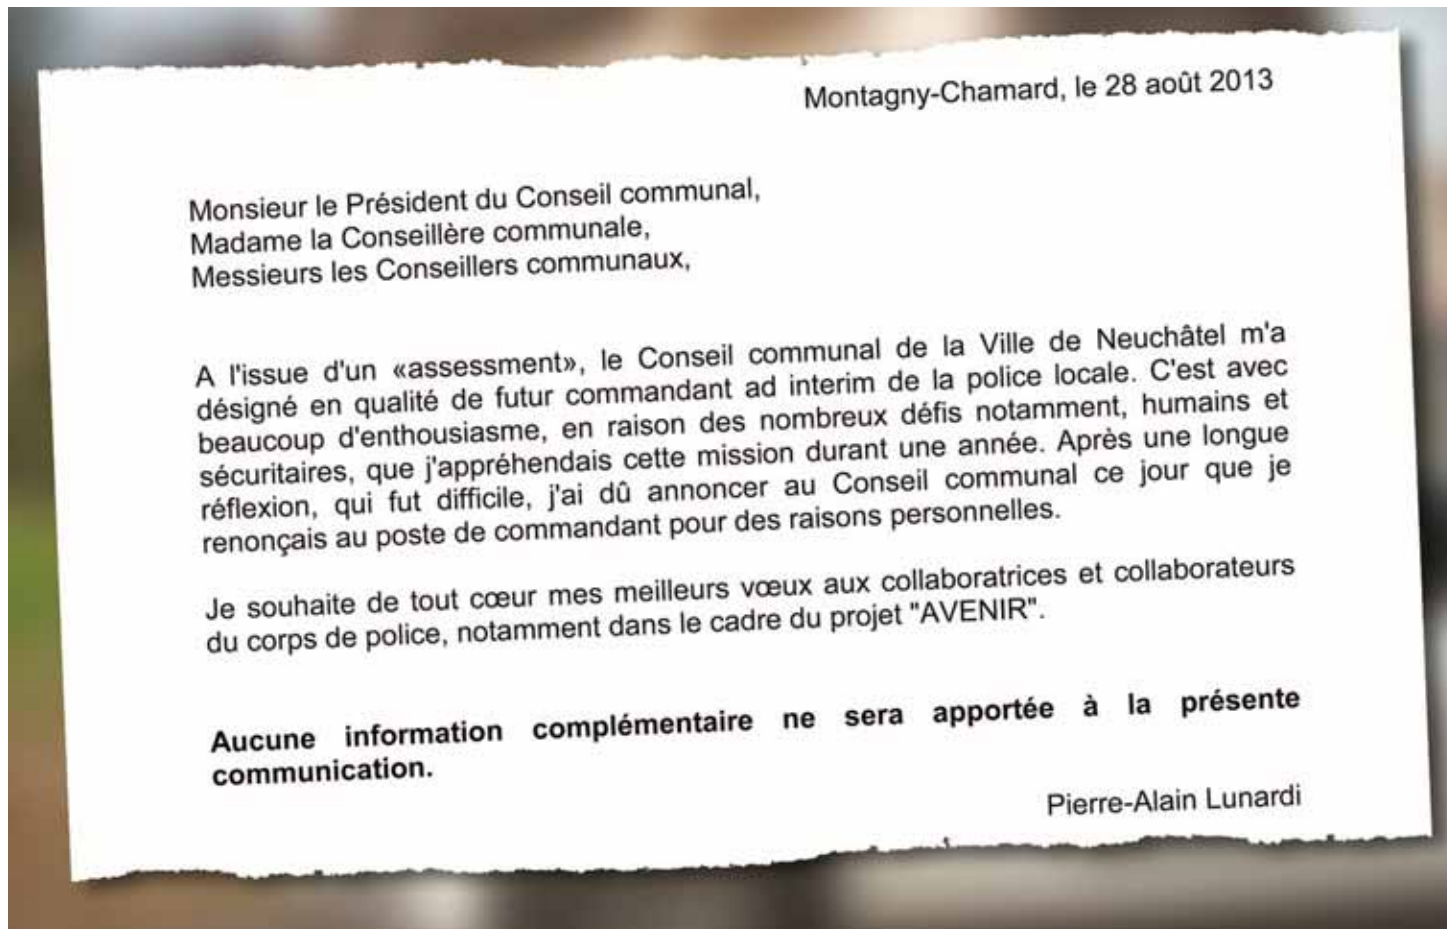 Montagny-Chamard, le 28 août 2013
Monsieur le Président du Conseil communal,
Madame la Conseillère communale,
Messieurs les Conseillers communaux,
A l'issue d'un «assessment», le Conseil communal de la Ville de Neuchâtel m'a
désigné en qualité de futur commandant ad interim de la police locale. C'est avec
beaucoup d'enthousiasme, en raison des nombreux défis notamment, humains et
sécuritaires, que j'appréhendais cette mission durant une année. Après une longue
réflexion, qui fut difficile, j'ai dû annoncer au Conseil communal ce jour que je
renonçais au poste de commandant pour des raisons personnelles.
Je souhaite de tout cœur mes meilleurs vœux aux collaboratrices et collaborateurs
du corps de police, notamment dans le cadre du projet "AVENIR".
Aucune information complémentaire ne sera apportée à la présente
communication.
Pierre-Alain Lunardi